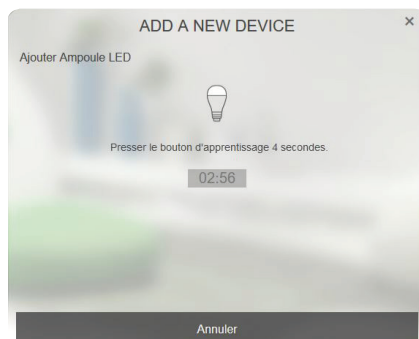 ADD A NEW DEVICE ×
Ajouter Ampoule LED
Presser le bouton d'apprentissage 4 secondes.
02:56
Annuler